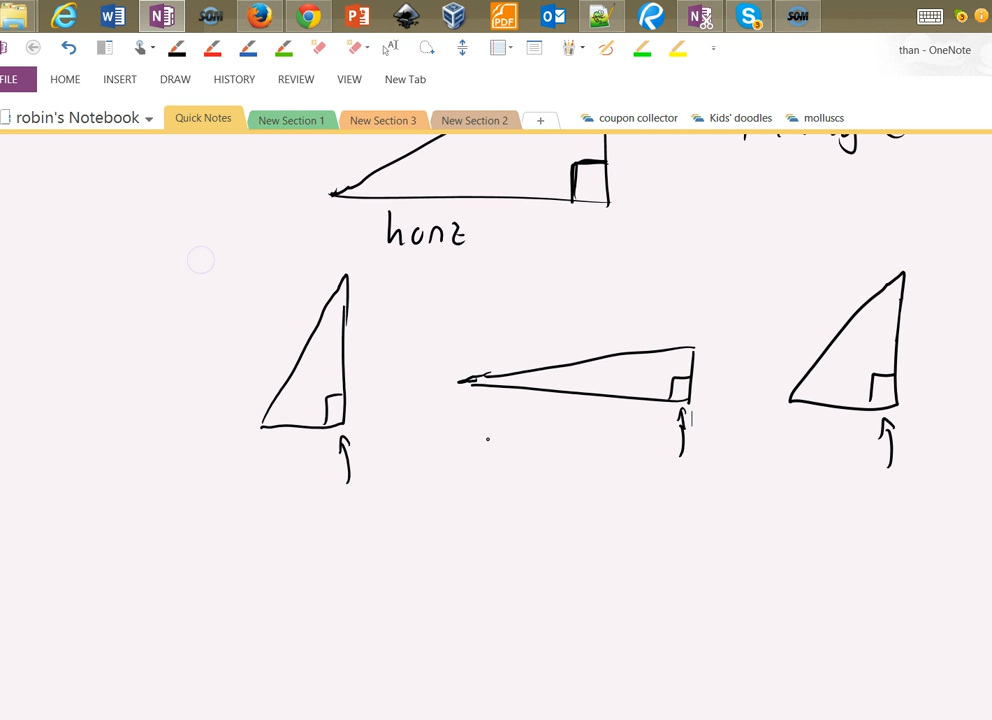 than - OneNote
FILE HOME INSERT DRAW HISTORY REVIEW VIEW New Tab
robin's Notebook Quick Notes New Section 1 New Section 3 New Section 2 + coupon collector Kids' doodles molluscs
horiz